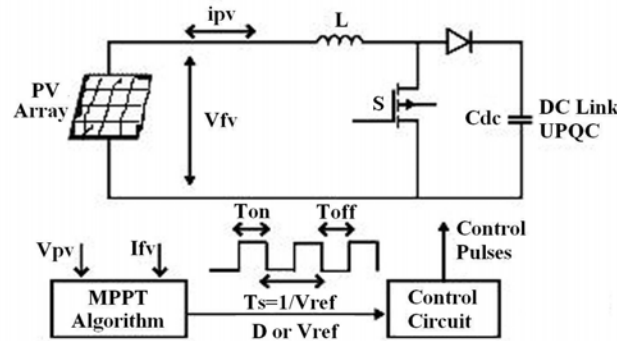 ipv
L
PV
Array
Vfv
S
Cdc
DC Link
UPQC
Ton
Toff
Control
Pulses
Vpv
Ifv
MPPT
Algorithm
Ts=1/Vref
D or Vref
Control
Circuit